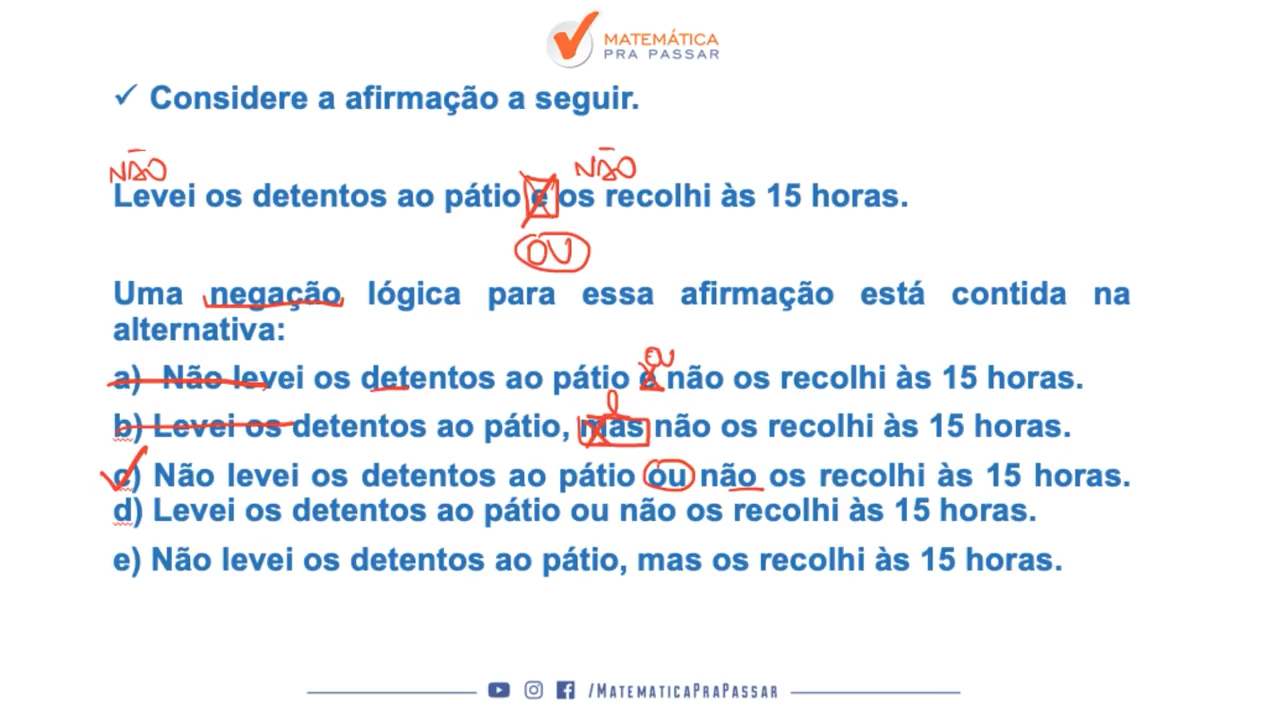 MATEMÁTICA
PRA PASSAR
✓ Considere a afirmação a seguir.
NÃO NÃO
Levei os detentos ao pátio e os recolhi às 15 horas.
OU
Uma negação lógica para essa afirmação está contida na
alternativa:
OU
a) Não levei os detentos ao pátio e não os recolhi às 15 horas.
b) Levei os detentos ao pátio, mas não os recolhi às 15 horas.
c) Não levei os detentos ao pátio ou não os recolhi às 15 horas.
d) Levei os detentos ao pátio ou não os recolhi às 15 horas.
e) Não levei os detentos ao pátio, mas os recolhi às 15 horas.
/MATEMATICAPRAPASSAR